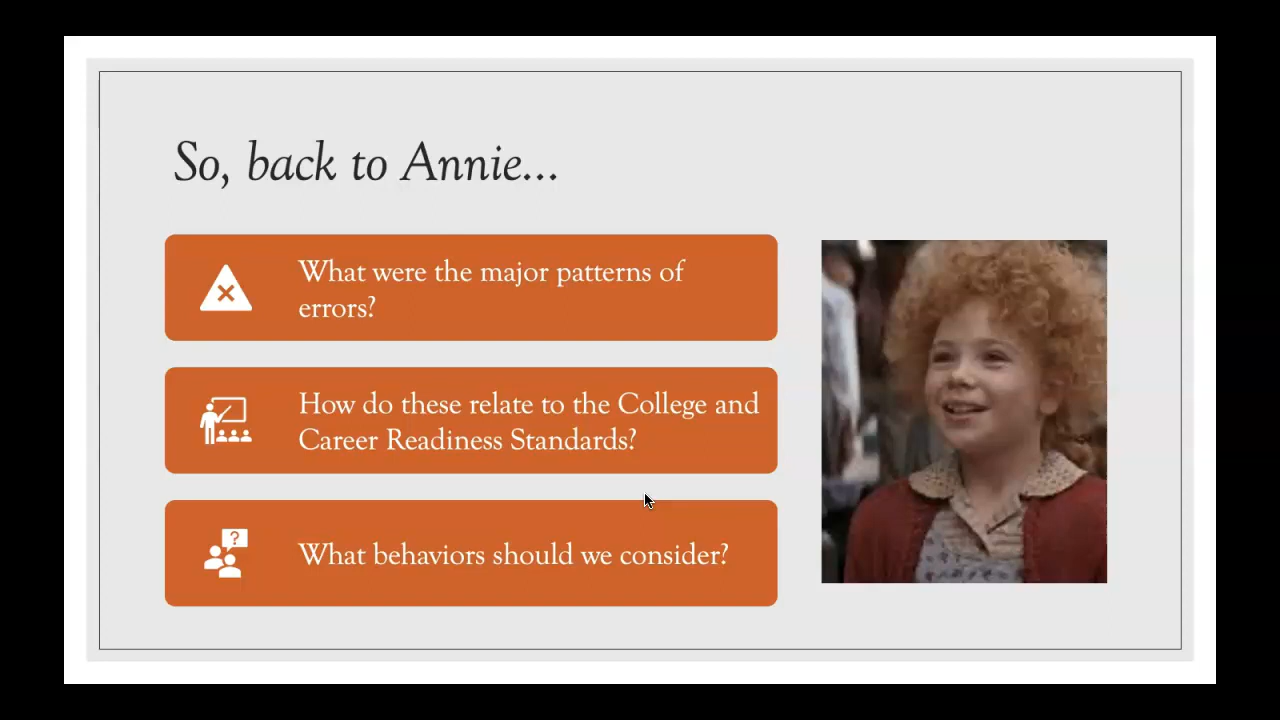 So, back to Annie...
What were the major patterns of
errors?
How do these relate to the College and
Career Readiness Standards?
?
What behaviors should we consider?